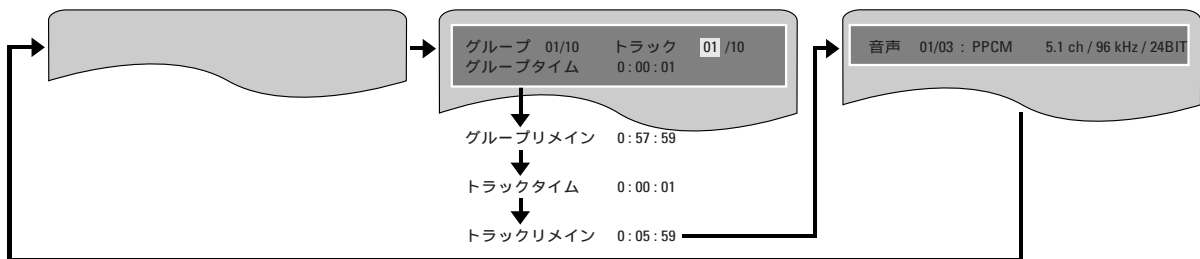 グループ 01/10 トラック 01 /10
グループタイム 0:00:01
グループリメイン 0:57:59
トラックタイム 0:00:01
トラックリメイン 0:05:59
音声 01/03 : PPCM 5.1 ch / 96 kHz / 24BIT